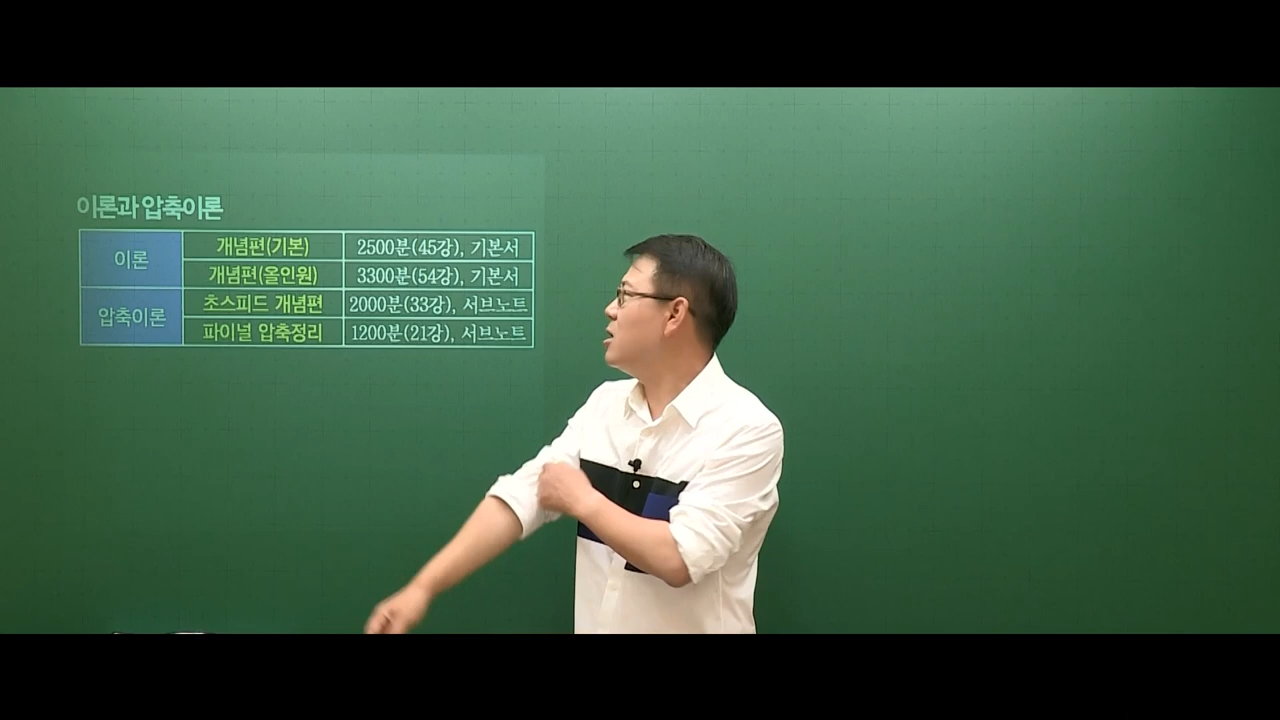 이론과 압축이론
이론
개념편(기본) 2500분(45강), 기본서
개념편(올인원) 3300분(54강), 기본서
압축이론
초스피드 개념편 2000분(33강), 서브노트
파이널 압축정리 1200분(21강), 서브노트